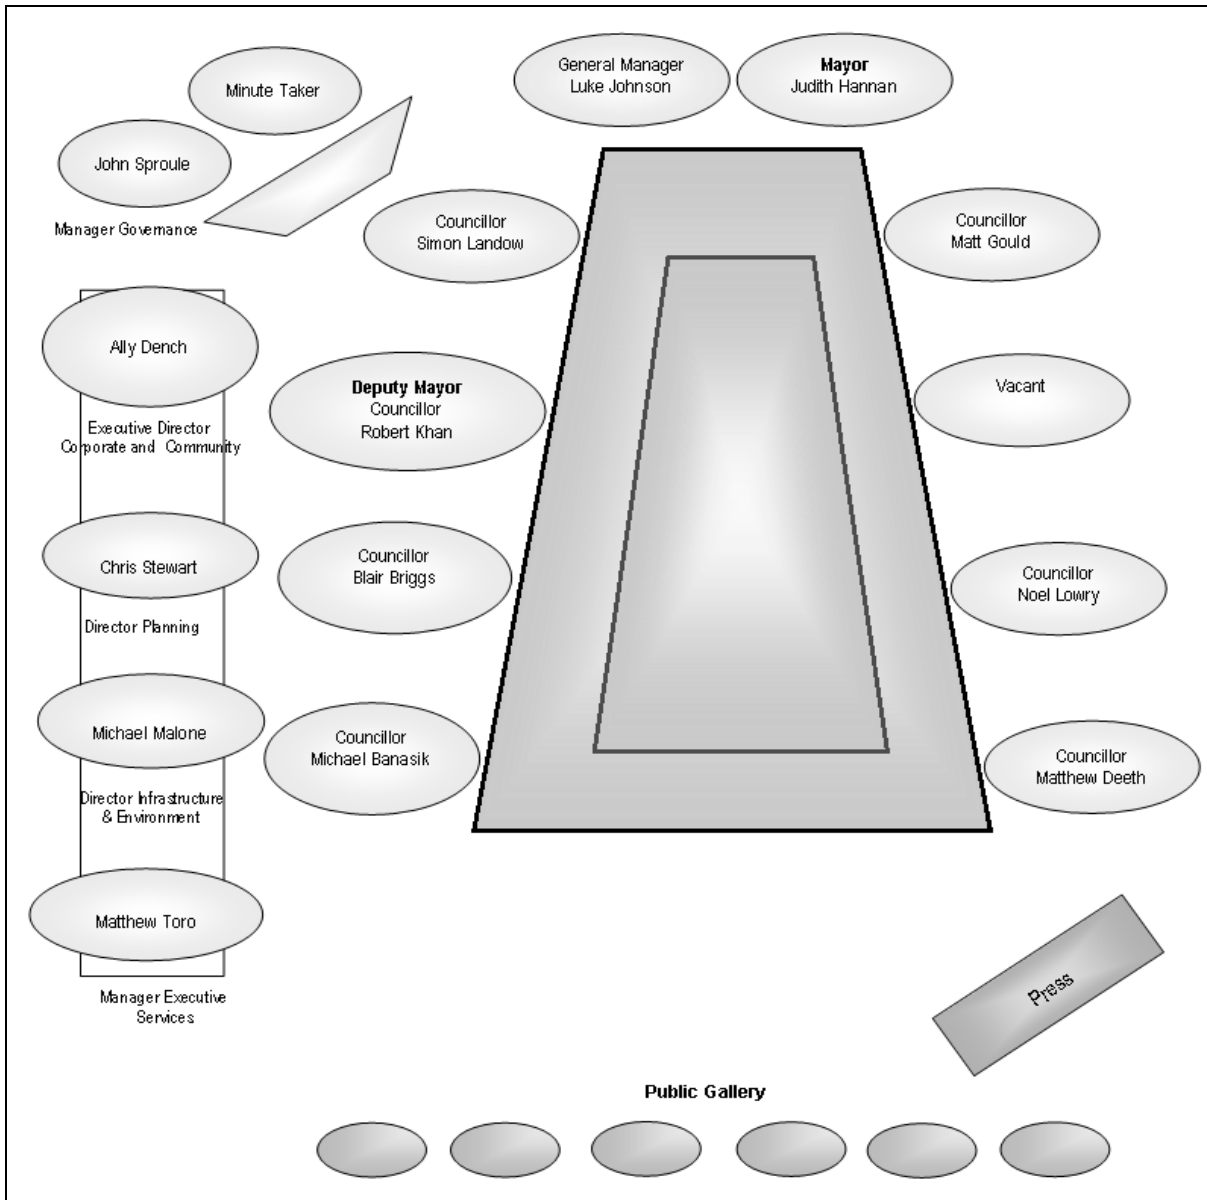 General Manager
Luke Johnson
Mayor
Judith Hannan
Minute Taker
John Sproule
Manager Governance
Councillor
Simon Landow
Councillor
Matt Gould
Ally Dench
Executive Director
Corporate and Community
Deputy Mayor
Councillor
Robert Khan
Vacant
Chris Stewart
Director Planning
Councillor
Blair Briggs
Councillor
Noel Lowry
Michael Malone
Director Infrastructure
& Environment
Councillor
Michael Banasik
Councillor
Matthew Deeth
Matthew Toro
Manager Executive
Services
Press
Public Gallery